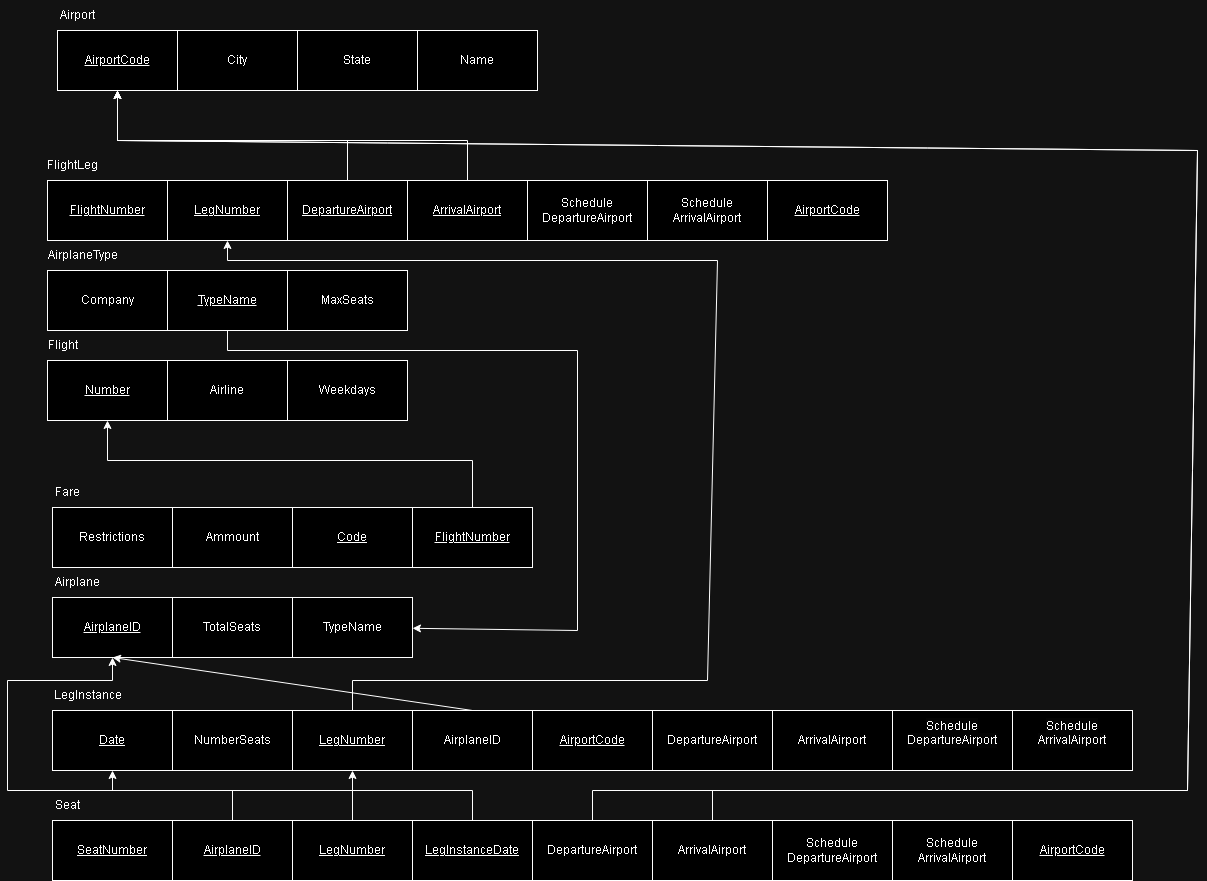 Airport
AirportCode City State Name
FlightLeg
FlightNumber LegNumber DepartureAirport ArrivalAirport Schedule DepartureAirport Schedule ArrivalAirport AirportCode
AirplaneType
Company TypeName MaxSeats
Flight
Number Airline Weekdays
Fare
Restrictions Ammount Code FlightNumber
Airplane
AirplaneID TotalSeats TypeName
LegInstance
Date NumberSeats LegNumber AirplaneID AirportCode DepartureAirport ArrivalAirport Schedule DepartureAirport Schedule ArrivalAirport
Seat
SeatNumber AirplaneID LegNumber LegInstanceDate DepartureAirport ArrivalAirport Schedule DepartureAirport Schedule ArrivalAirport AirportCode